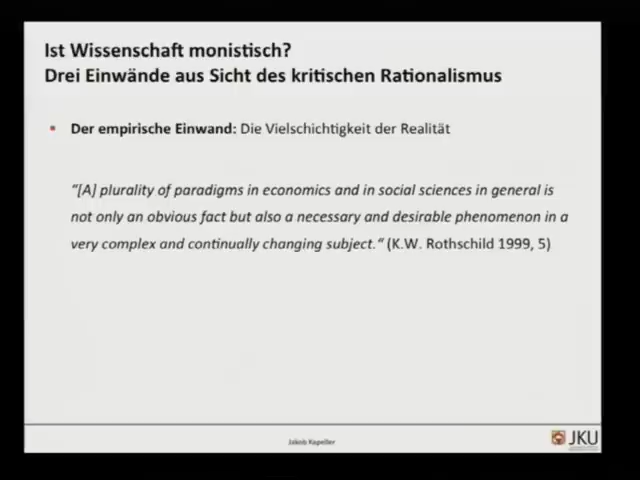 Ist Wissenschaft monistisch?
Drei Einwände aus Sicht des kritischen Rationalismus
Der empirische Einwand: Die Vielschichtigkeit der Realität
“[A] plurality of paradigms in economics and in social sciences in general is
not only an obvious fact but also a necessary and desirable phenomenon in a
very complex and continually changing subject.“ (K.W. Rothschild 1999, 5)
Jakob Kapeller
JKU